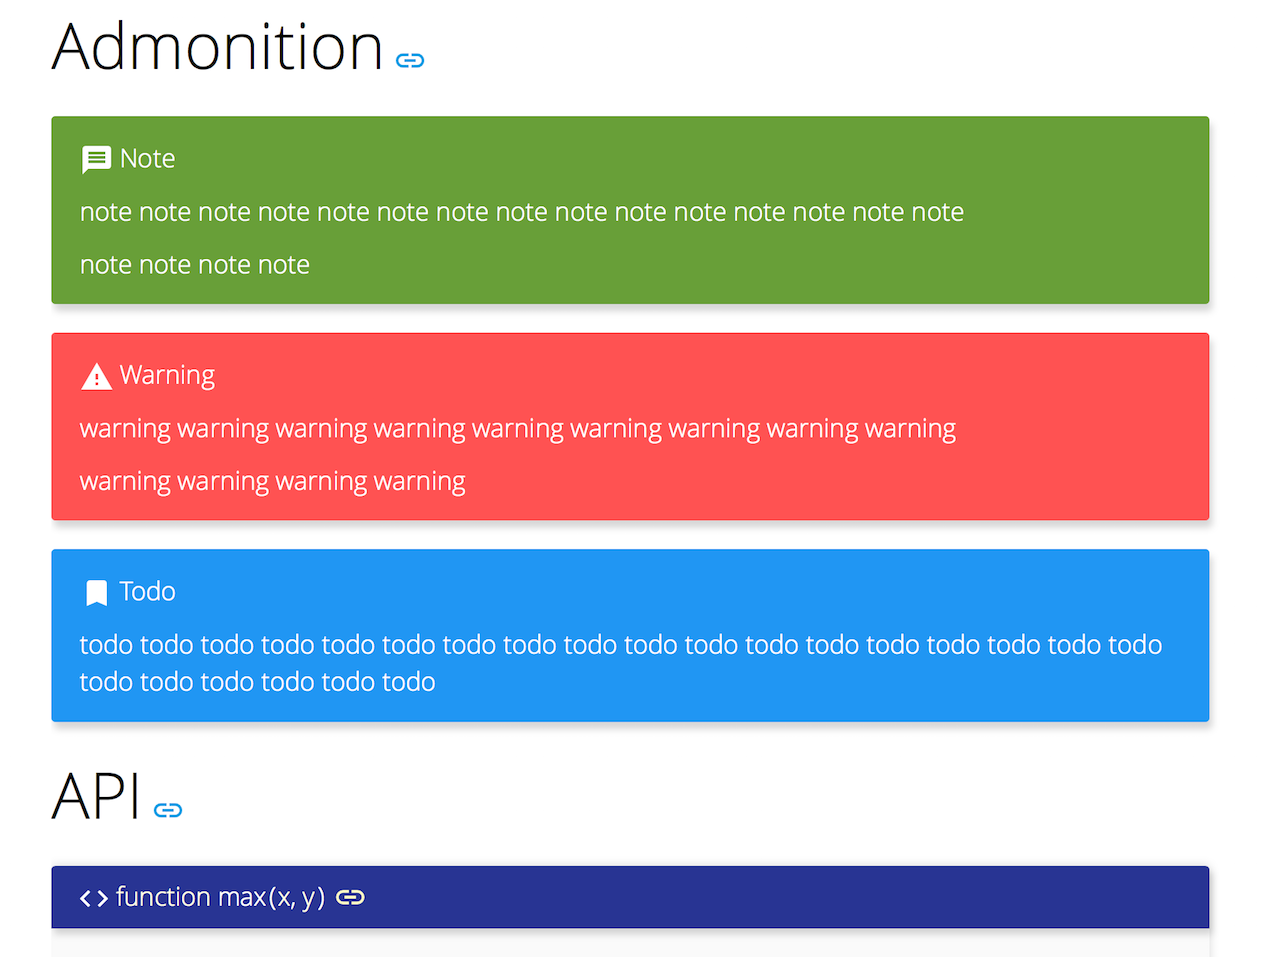 Admonition
Note
note note note note note note note note note note note note note note note
note note note note
Warning
warning warning warning warning warning warning warning warning warning
warning warning warning warning
Todo
todo todo todo todo todo todo todo todo todo todo todo todo todo todo todo todo todo todo
todo todo todo todo todo todo
API
function max(x, y)